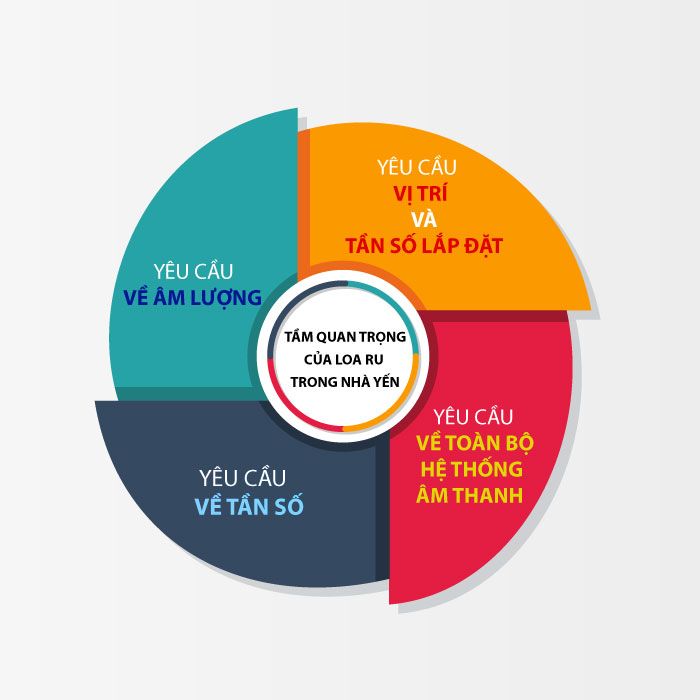 YÊU CẦU
VỊ TRÍ
VÀ
TẦN SỐ LẮP ĐẶT
YÊU CẦU
VỀ ÂM LƯỢNG
TẦM QUAN TRỌNG
CỦA LOA RU
TRONG NHÀ YẾN
YÊU CẦU
VỀ TOÀN BỘ
HỆ THỐNG
ÂM THANH
YÊU CẦU
VỀ TẦN SỐ